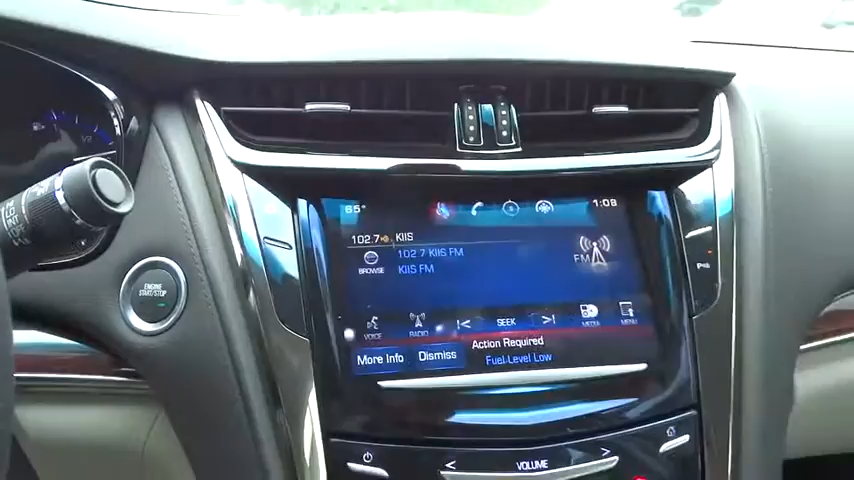 65°
1:09
102.7 KIIS
102.7 KIIS FM
KIIS FM
BROWSE
FM
ENGINE
START/STOP
VOICE
RADIO
SEEK
MEDIA
MENU
Action Required
Fuel Level Low
More Info
Dismiss
VOLUME